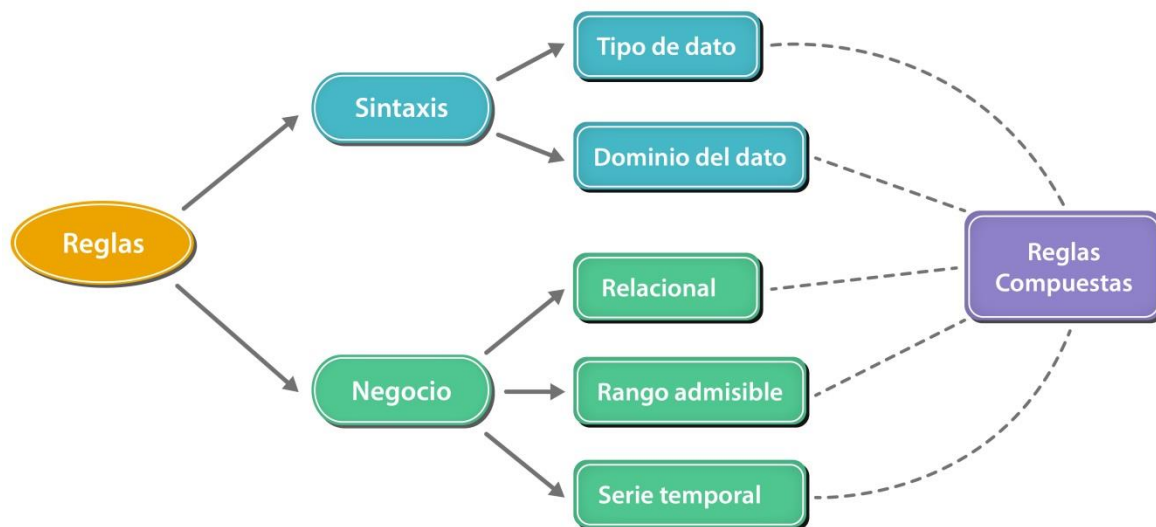 Reglas
Sintaxis
Tipo de dato
Dominio del dato
Negocio
Relacional
Rango admisible
Serie temporal
Reglas
Compuestas